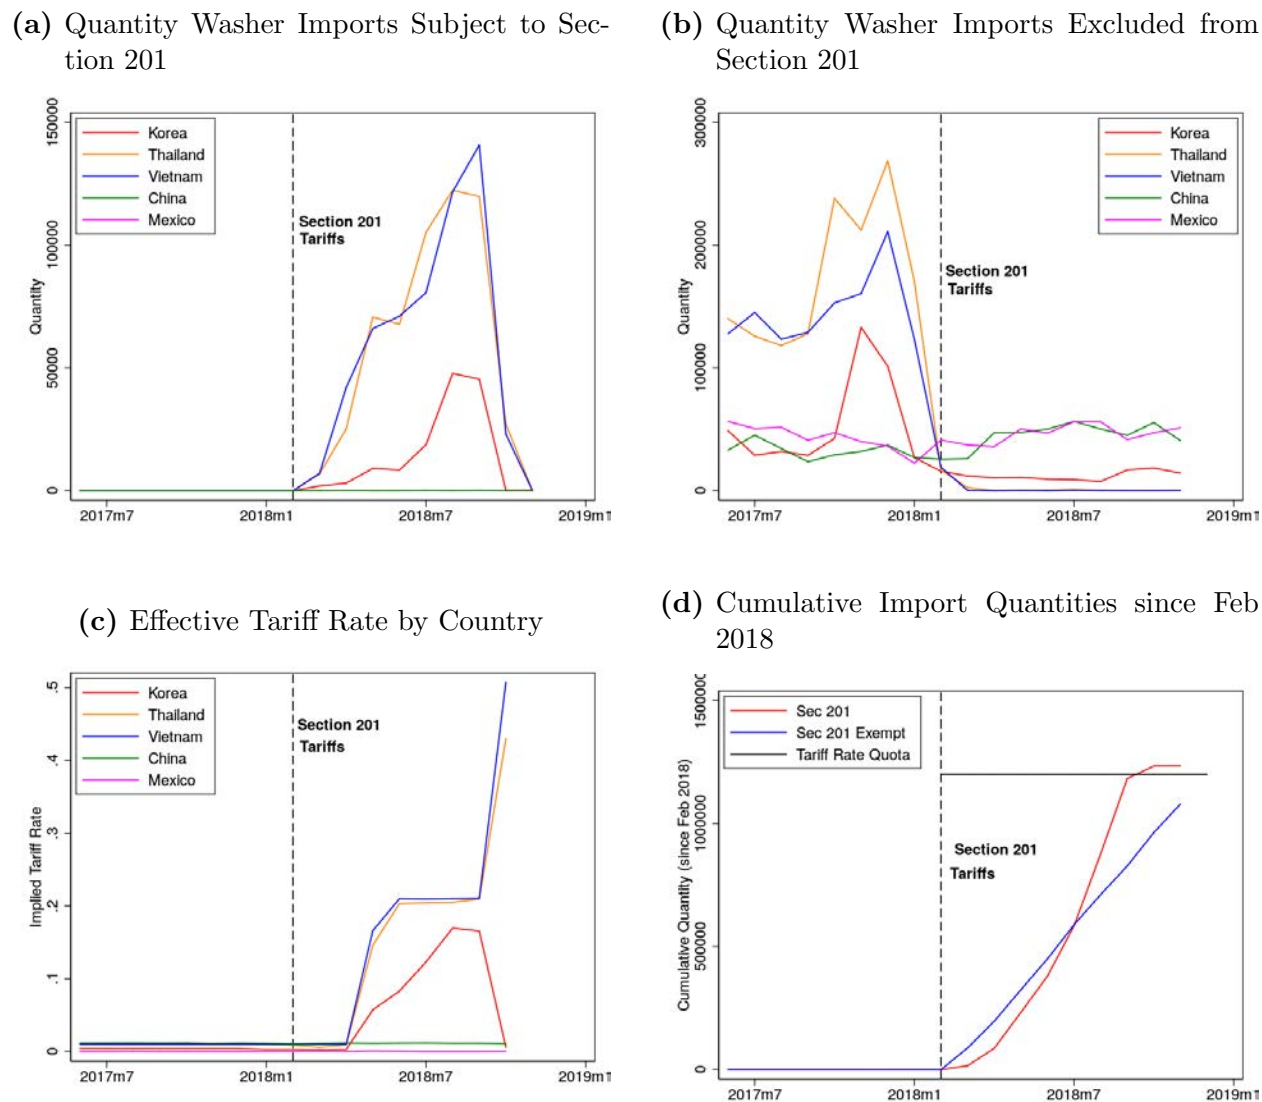 (a) Quantity Washer Imports Subject to Sec-
tion 201
150000
100000
50000
0
Quantity
Korea
Thailand
Vietnam
China
Mexico
Section 201
Tariffs
2017m7
2018m1
2018m7
2019m1
(b) Quantity Washer Imports Excluded from
Section 201
300000
200000
100000
0
Quantity
Korea
Thailand
Vietnam
China
Mexico
Section 201
Tariffs
2017m7
2018m1
2018m7
2019m1
(c) Effective Tariff Rate by Country
.5
.4
.3
.2
.1
0
Implied Tariff Rate
Korea
Thailand
Vietnam
China
Mexico
Section 201
Tariffs
2017m7
2018m1
2018m7
2019m1
(d) Cumulative Import Quantities since Feb
2018
1500000
1000000
500000
0
Cumulative Quantity (since Feb 2018)
Sec 201
Sec 201 Exempt
Tariff Rate Quota
Section 201
Tariffs
2017m7
2018m1
2018m7
2019m1